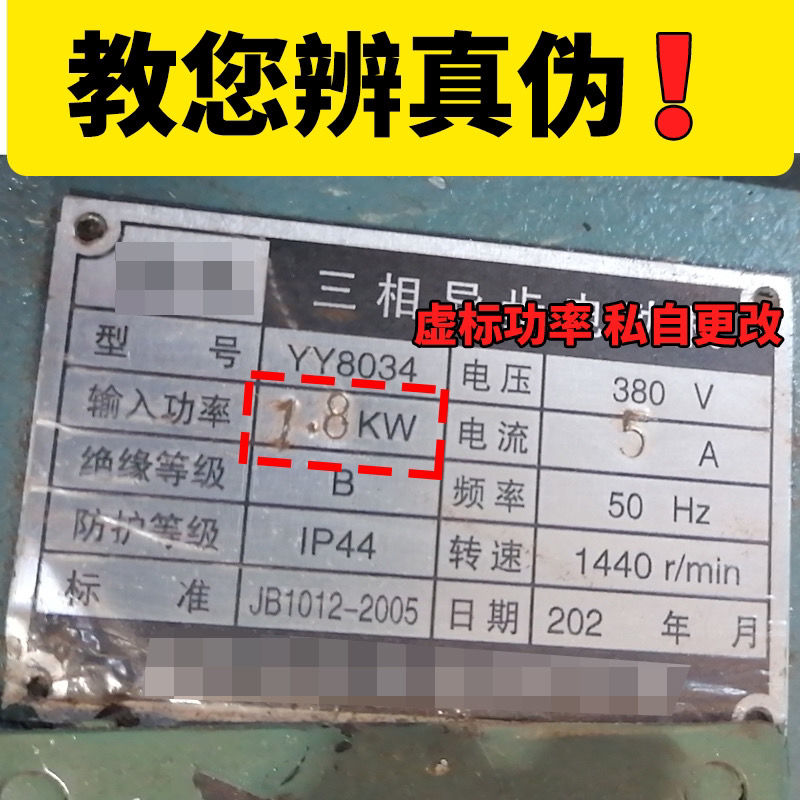 教您辨真伪!
三相
虚标功率 私自更改
型 号 YY8034 电压 380 V
输入功率 1.8KW 电流 5 A
绝缘等级 B 频率 50 Hz
防护等级 IP44 转速 1440 r/min
标 准 JB1012-2005 日期 202 年 月